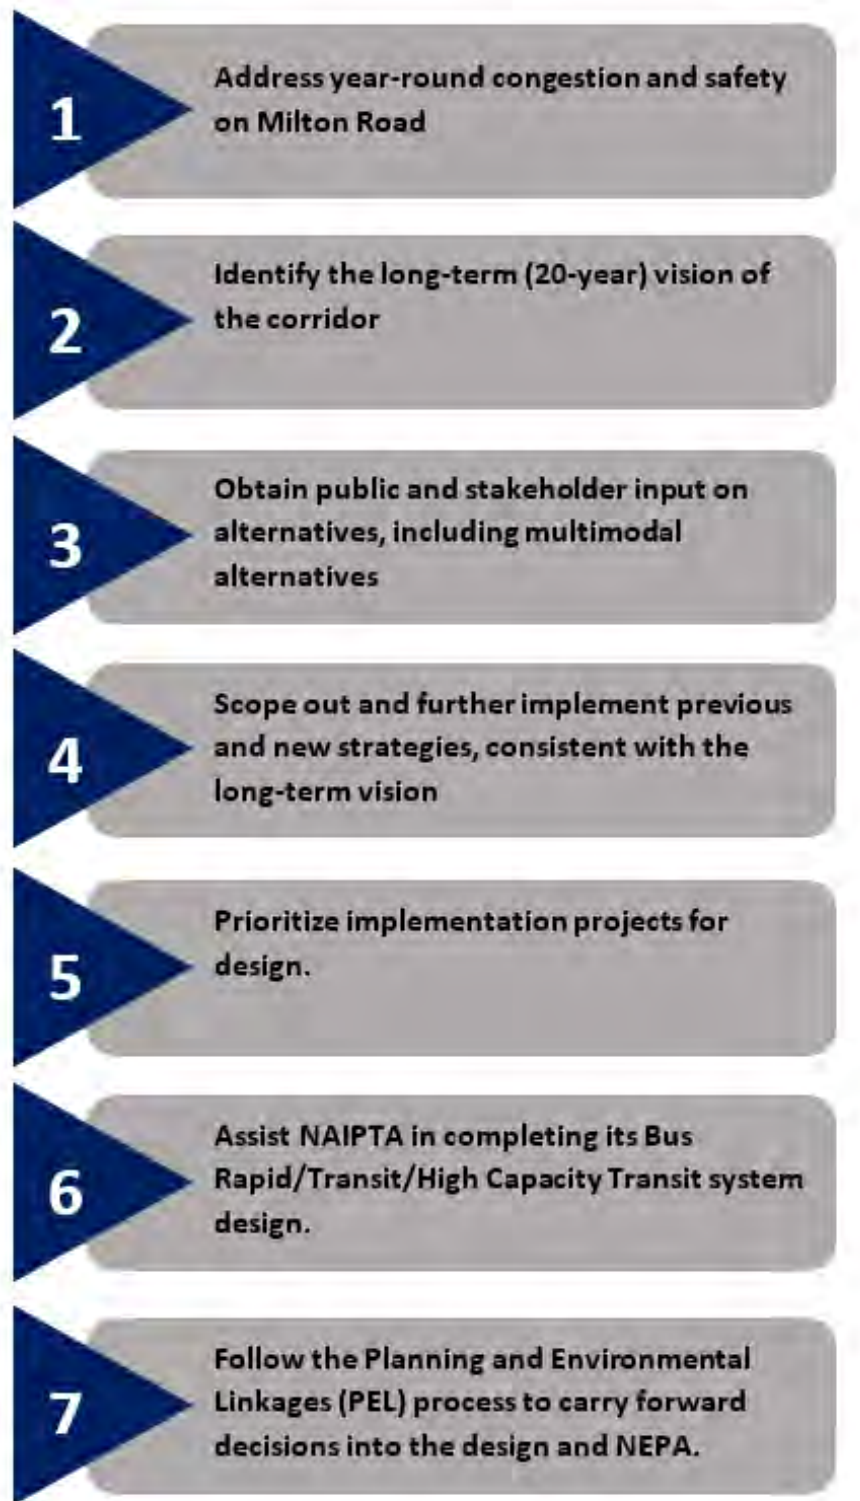 1
Address year-round congestion and safety
on Milton Road
2
Identify the long-term (20-year) vision of
the corridor
3
Obtain public and stakeholder input on
alternatives, including multimodal
alternatives
4
Scope out and further implement previous
and new strategies, consistent with the
long-term vision
5
Prioritize implementation projects for
design.
6
Assist NAIPTA in completing its Bus
Rapid/Transit/High Capacity Transit system
design.
7
Follow the Planning and Environmental
Linkages (PEL) process to carry forward
decisions into the design and NEPA.